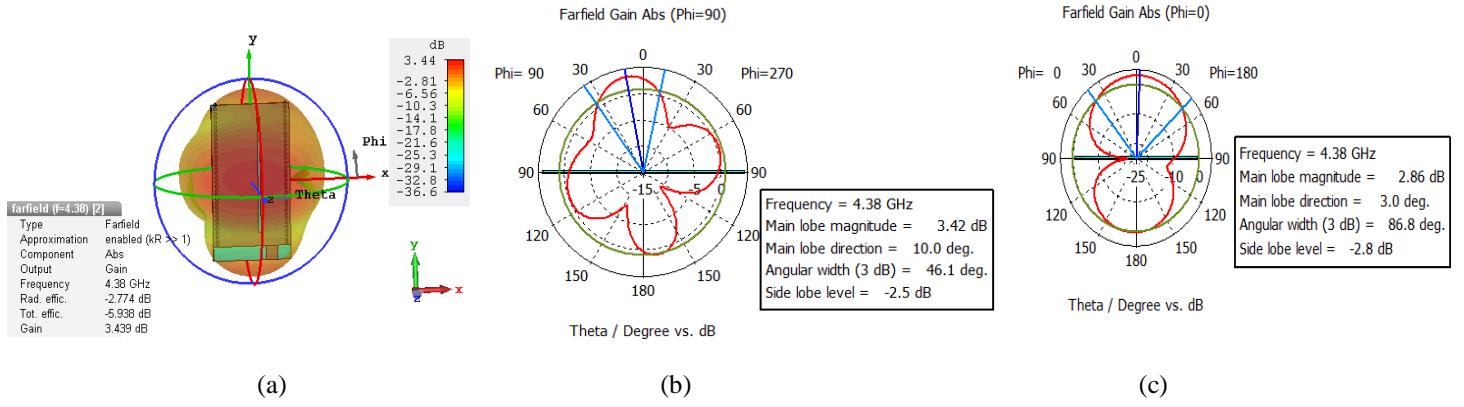 y
dB
3.44
-2.81
-6.56
-10.3
-14.1
-17.8
-21.6
-25.3
-29.1
-32.8
-36.6
Phi
x
Theta
z
farfield (f=4.38) [2]
Type Farfield
Approximation enabled (kR >> 1)
Component Abs
Output Gain
Frequency 4.38 GHz
Rad. effic. -2.774 dB
Tot. effic. -5.938 dB
Gain 3.439 dB
y
z
x
(a)
Farfield Gain Abs (Phi=90)
0
30 30
Phi= 90 Phi=270
60 60
90 90
-15 -5 0
120 120
150 150
180
Theta / Degree vs. dB
Frequency = 4.38 GHz
Main lobe magnitude = 3.42 dB
Main lobe direction = 10.0 deg.
Angular width (3 dB) = 46.1 deg.
Side lobe level = -2.5 dB
(b)
Farfield Gain Abs (Phi=0)
0
30 30
Phi= 0 Phi=180
60 60
90 90
-25 -10 0
120 120
150 150
180
Theta / Degree vs. dB
Frequency = 4.38 GHz
Main lobe magnitude = 2.86 dB
Main lobe direction = 3.0 deg.
Angular width (3 dB) = 86.8 deg.
Side lobe level = -2.8 dB
(c)